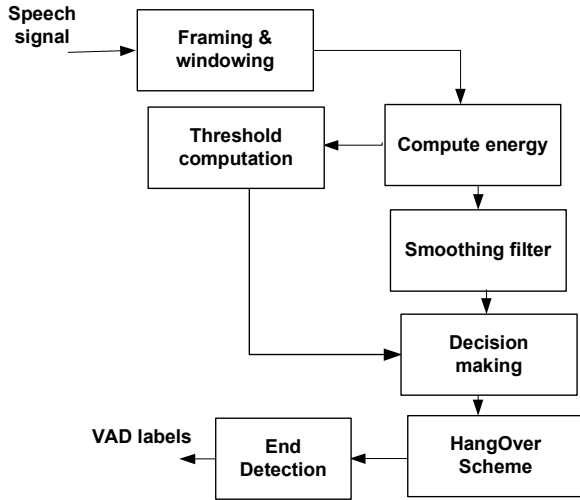 Speech
signal
Framing &
windowing
Threshold
computation
Compute energy
Smoothing filter
Decision
making
VAD labels
End
Detection
HangOver
Scheme